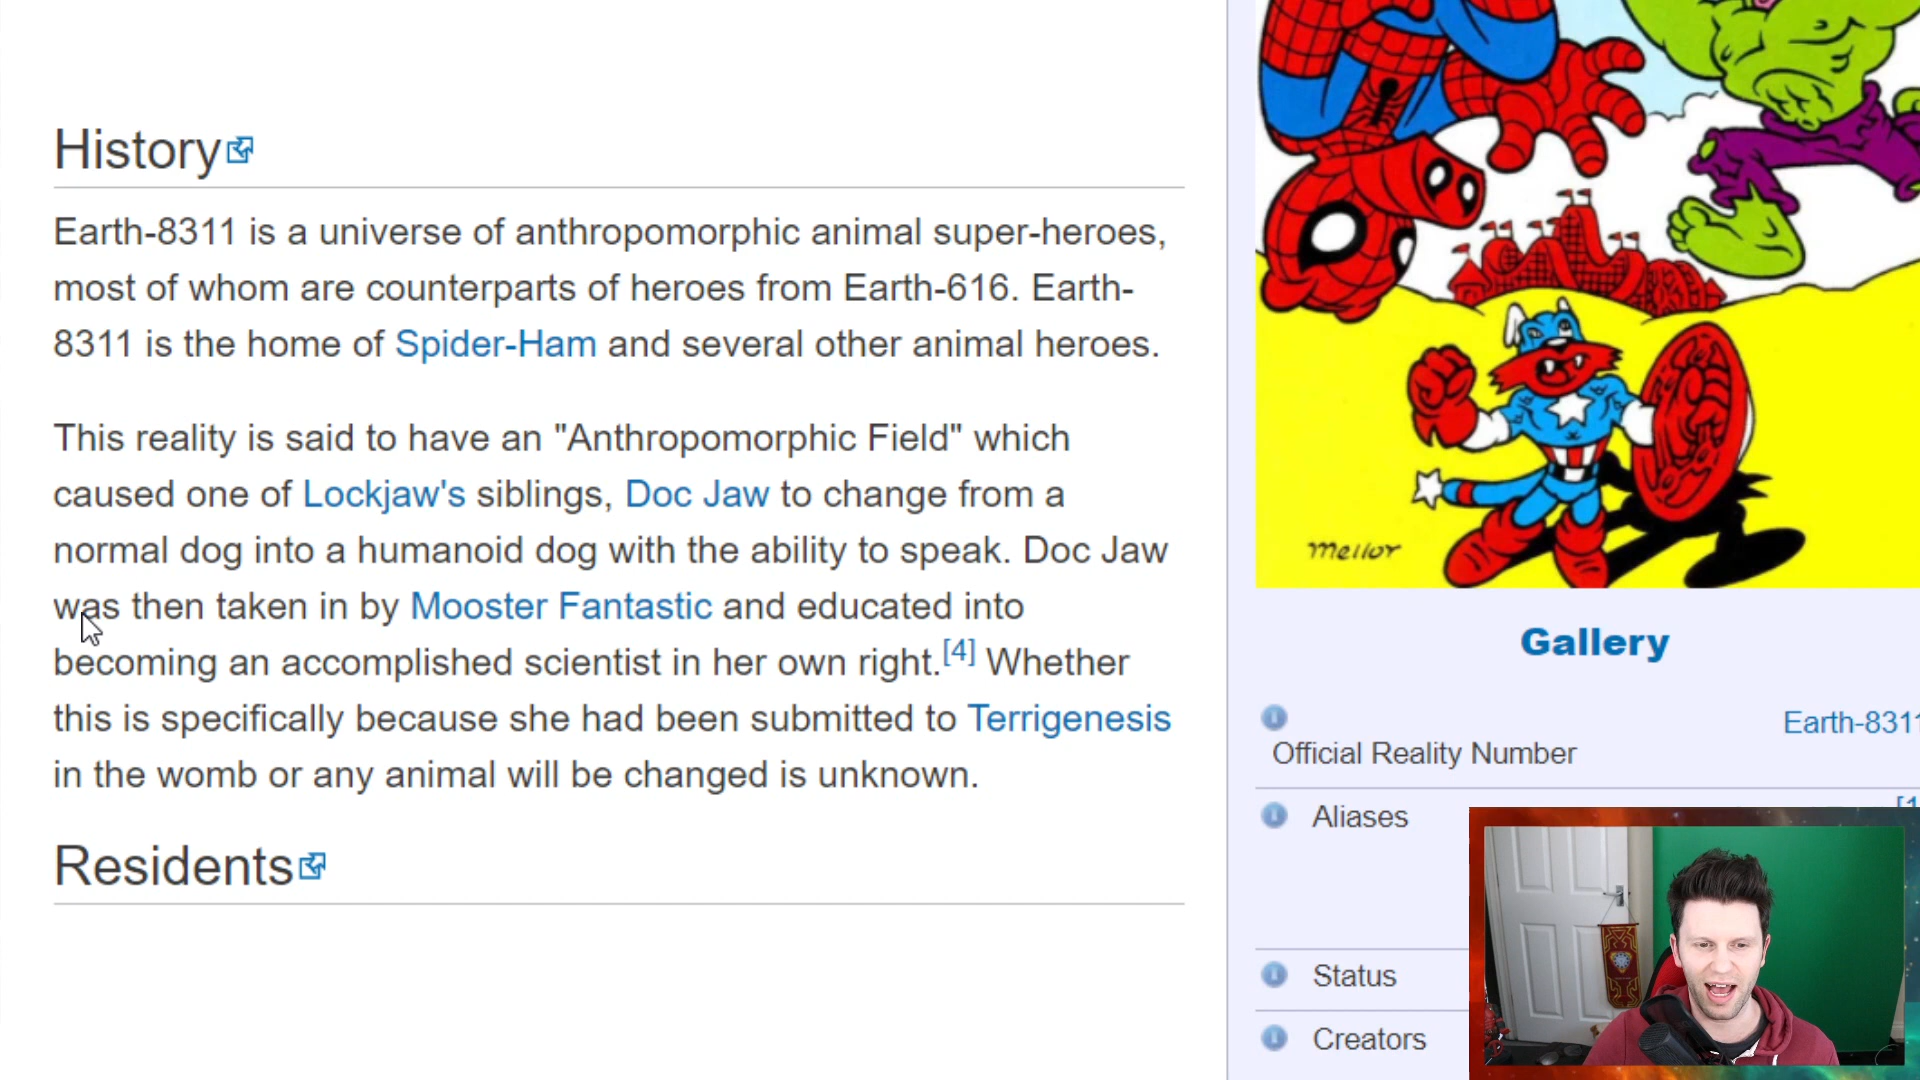 History
Earth-8311 is a universe of anthropomorphic animal super-heroes,
most of whom are counterparts of heroes from Earth-616. Earth-
8311 is the home of Spider-Ham and several other animal heroes.
This reality is said to have an "Anthropomorphic Field" which
caused one of Lockjaw's siblings, Doc Jaw to change from a
normal dog into a humanoid dog with the ability to speak. Doc Jaw
was then taken in by Mooster Fantastic and educated into
becoming an accomplished scientist in her own right.[4] Whether
this is specifically because she had been submitted to Terrigenesis
in the womb or any animal will be changed is unknown.
Residents
mellor
Gallery
Earth-8311
Official Reality Number
[1
Aliases
Status
Creators